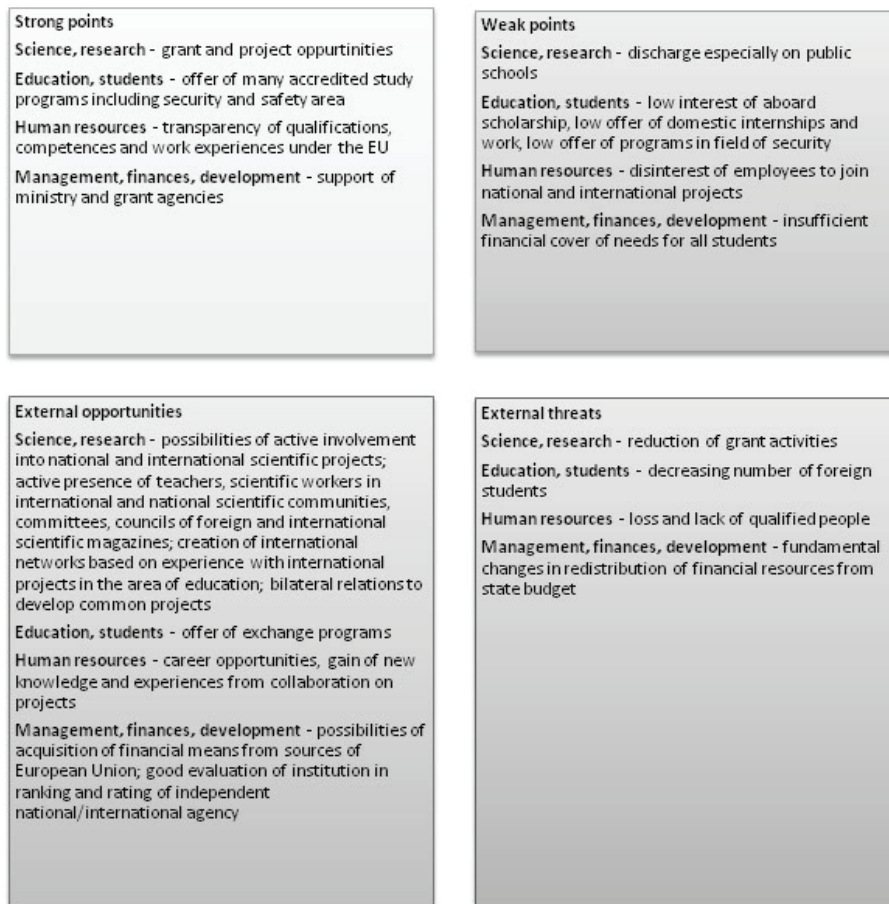 Strong points
Science, research - grant and project oppurtinities
Education, students - offer of many accredited study
programs including security and safety area
Human resources - transparency of qualifications,
competences and work experiences under the EU
Management, finances, development - support of
ministry and grant agencies
Weak points
Science, research - discharge especially on public
schools
Education, students - low interest of aboard
scholarship, low offer of domestic internships and
work, low offer of programs in field of security
Human resources - disinterest of employees to join
national and international projects
Management, finances, development - insufficient
financial cover of needs for all students
External opportunities
Science, research - possibilities of active involvement
into national and international scientific projects;
active presence of teachers, scientific workers in
international and national scientific communities,
committees, councils of foreign and international
scientific magazines; creation of international
networks based on experience with international
projects in the area of education; bilateral relations to
develop common projects
Education, students - offer of exchange programs
Human resources - career opportunities, gain of new
knowledge and experiences from collaboration on
projects
Management, finances, development - possibilities of
acquisition of financial means from sources of
European Union; good evaluation of institution in
ranking and rating of independent
national/international agency
External threats
Science, research - reduction of grant activities
Education, students - decreasing number of foreign
students
Human resources - loss and lack of qualified people
Management, finances, development - fundamental
changes in redistribution of financial resources from
state budget